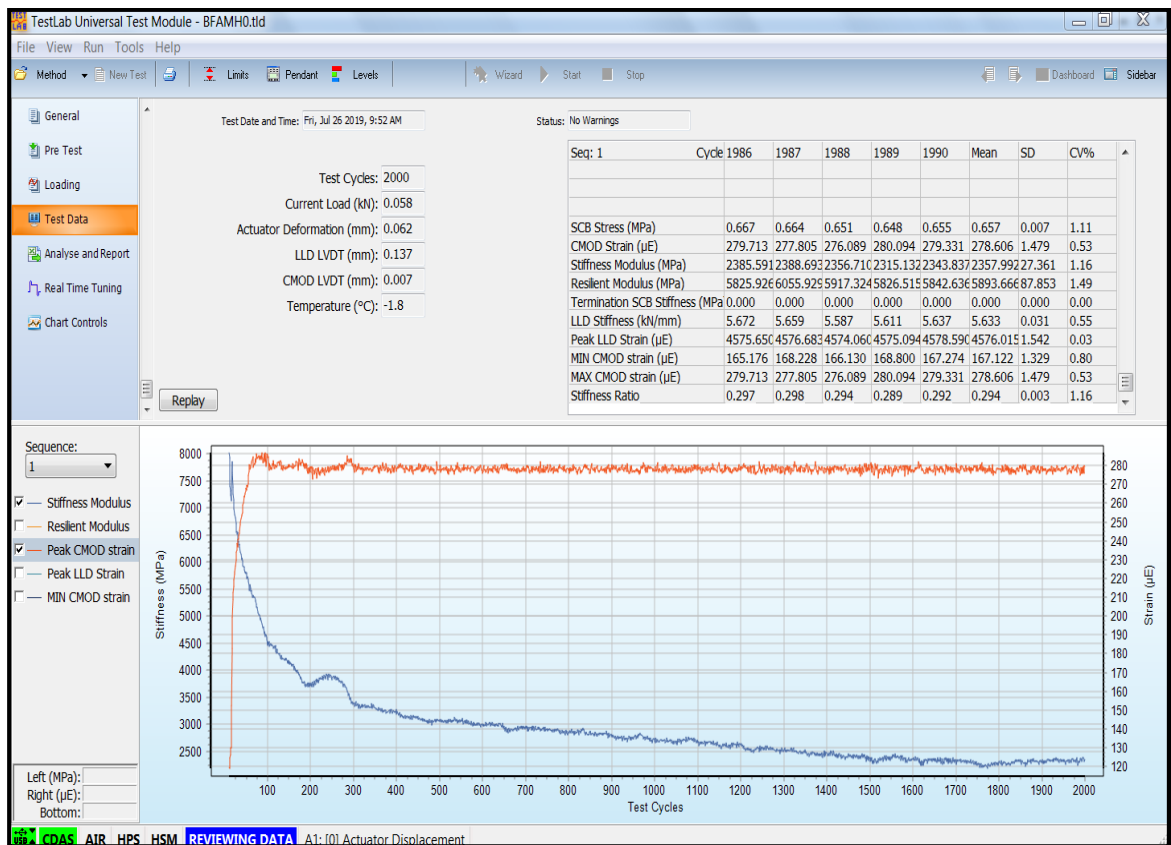 TEST LAB TestLab Universal Test Module - BFAMH0.tld
File View Run Tools Help
Method New Test Limits Pendant Levels Wizard Start Stop Dashboard Sidebar
General
Pre Test
Loading
Test Data
Analyse and Report
Real Time Tuning
Chart Controls
Test Date and Time: Fri, Jul 26 2019, 9:52 AM
Status: No Warnings
Test Cycles: 2000
Current Load (kN): 0.058
Actuator Deformation (mm): 0.062
LLD LVDT (mm): 0.137
CMOD LVDT (mm): 0.007
Temperature (°C): -1.8
Replay
Seq: 1 Cycle 1986 1987 1988 1989 1990 Mean SD CV%
SCB Stress (MPa) 0.667 0.664 0.651 0.648 0.655 0.657 0.007 1.11
CMOD Strain (µE) 279.713 277.805 276.089 280.094 279.331 278.606 1.479 0.53
Stiffness Modulus (MPa) 2385.591 2388.693 2356.710 2315.132 2343.837 2357.992 27.361 1.16
Resilient Modulus (MPa) 5825.926 6055.929 5917.324 5826.515 5842.636 5893.666 87.853 1.49
Termination SCB Stiffness (MPa 0.000 0.000 0.000 0.000 0.000 0.000 0.000 0.00
LLD Stiffness (kN/mm) 5.672 5.659 5.587 5.611 5.637 5.633 0.031 0.55
Peak LLD Strain (µE) 4575.650 4576.683 4574.060 4575.094 4578.590 4576.015 1.542 0.03
MIN CMOD strain (µE) 165.176 168.228 166.130 168.800 167.274 167.122 1.329 0.80
MAX CMOD strain (µE) 279.713 277.805 276.089 280.094 279.331 278.606 1.479 0.53
Stiffness Ratio 0.297 0.298 0.294 0.289 0.292 0.294 0.003 1.16
Sequence:
1
Stiffness Modulus
Resilient Modulus
Peak CMOD strain
Peak LLD Strain
MIN CMOD strain
Left (MPa):
Right (µE):
Bottom:
Stiffness (MPa)
8000
7500
7000
6500
6000
5500
5000
4500
4000
3500
3000
2500
280
270
260
250
240
230
220
210
200
190
180
170
160
150
140
130
120
Strain (µE)
100 200 300 400 500 600 700 800 900 1000 1100 1200 1300 1400 1500 1600 1700 1800 1900 2000
Test Cycles
USB CDAS AIR HPS HSM REVIEWING DATA A1: [0] Actuator Displacement